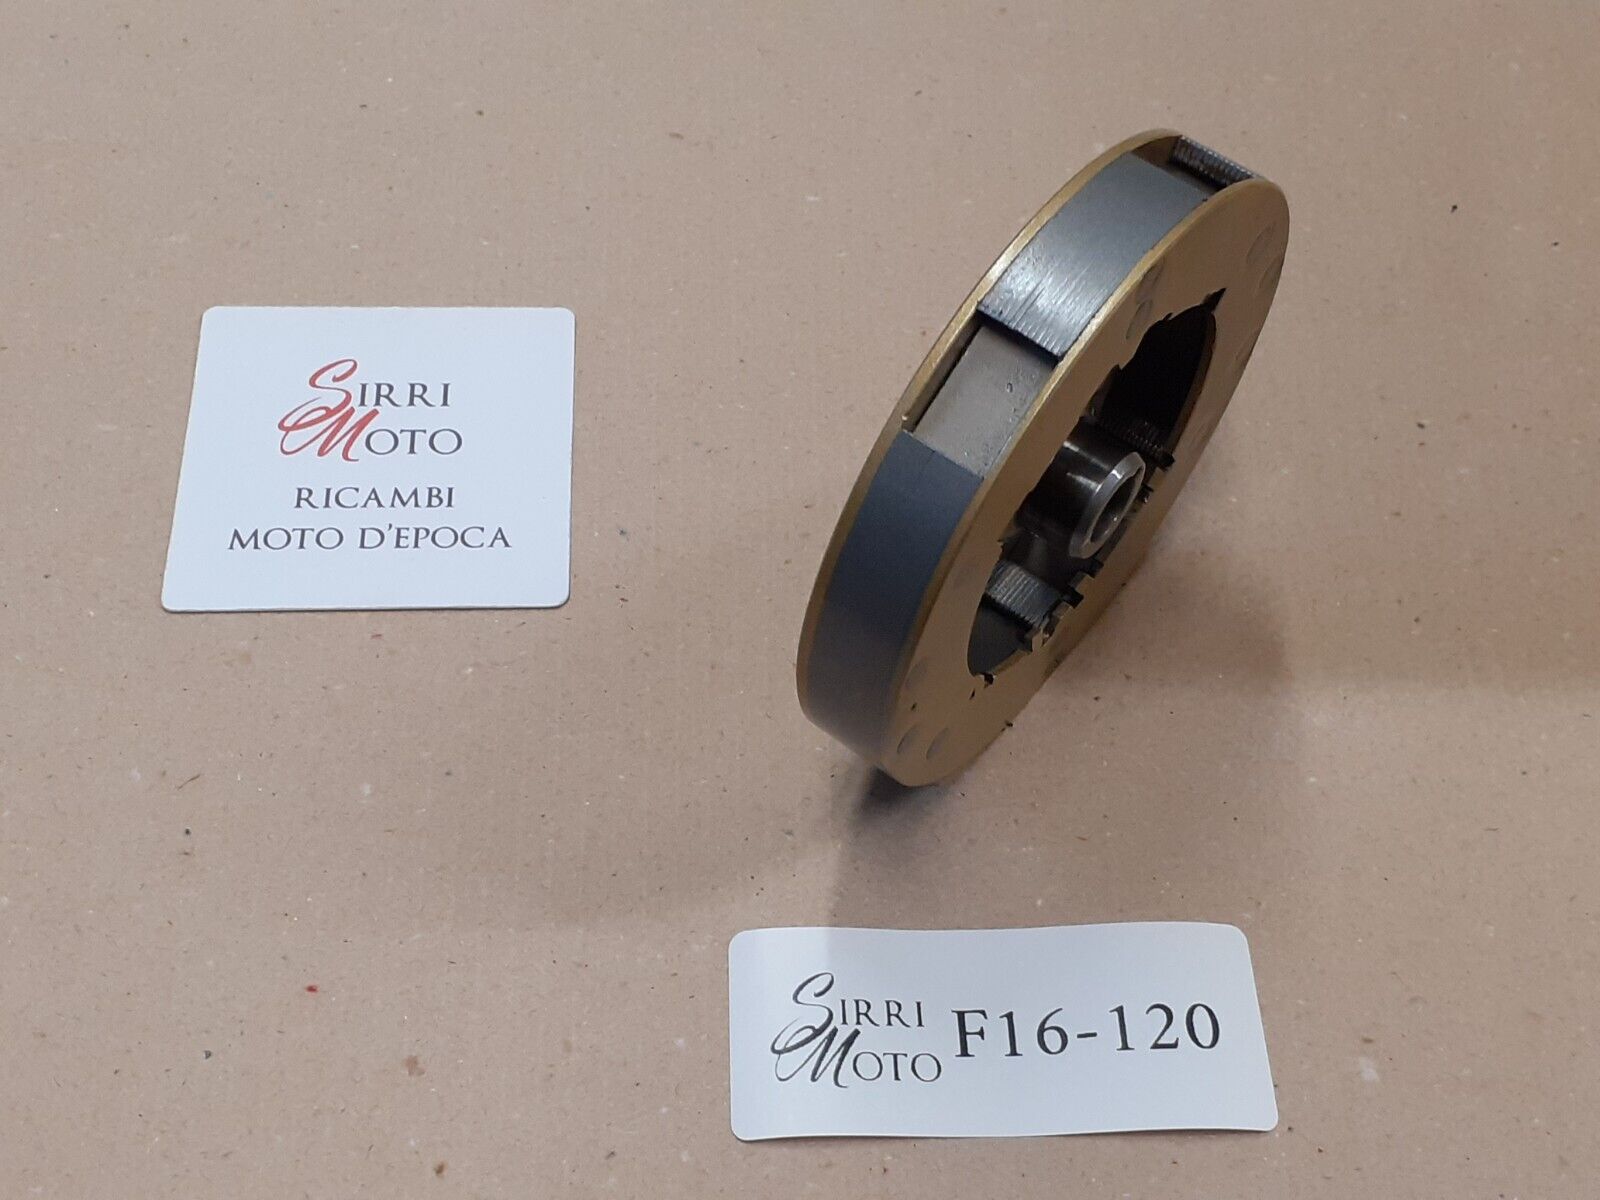 SIRRI
MOTO
RICAMBI
MOTO D'EPOCA
SIRRI
MOTO
F16-120